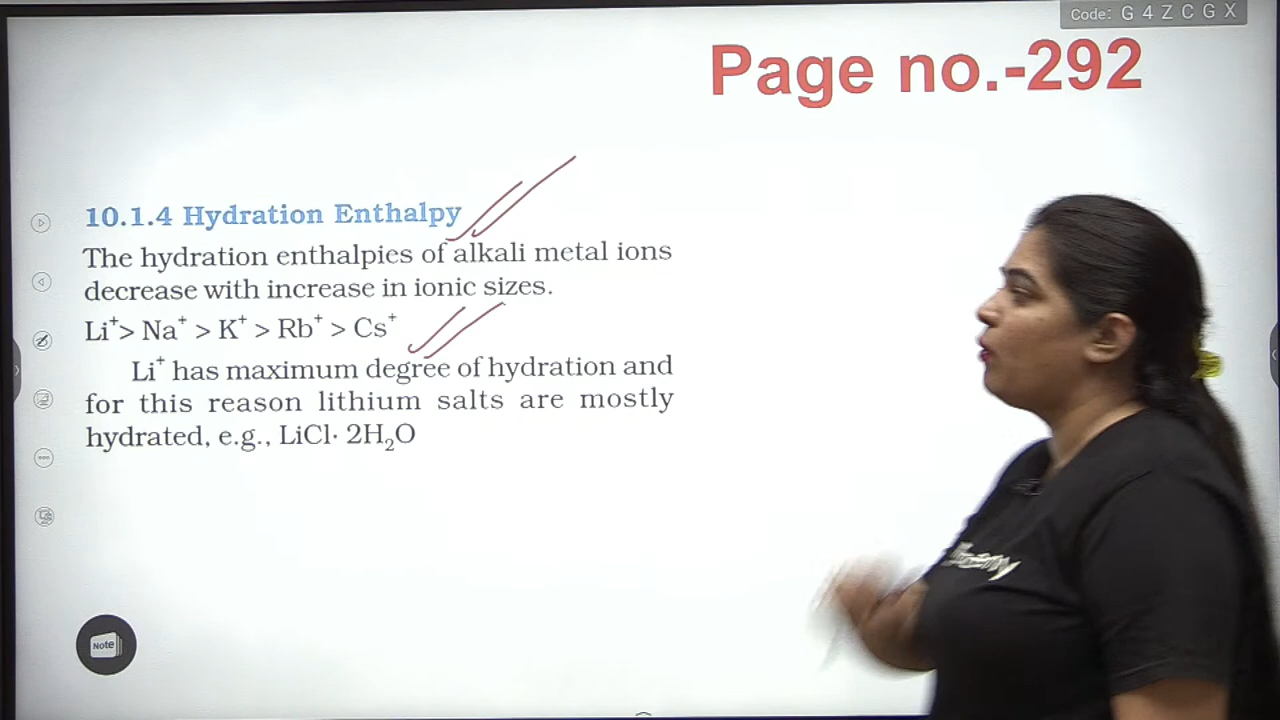 Code: G 4 Z C G X
Page no.-292
10.1.4 Hydration Enthalpy
The hydration enthalpies of alkali metal ions
decrease with increase in ionic sizes.
Li⁺> Na⁺ > K⁺ > Rb⁺ > Cs⁺
Li⁺ has maximum degree of hydration and
for this reason lithium salts are mostly
hydrated, e.g., LiCl· 2H₂O
Note